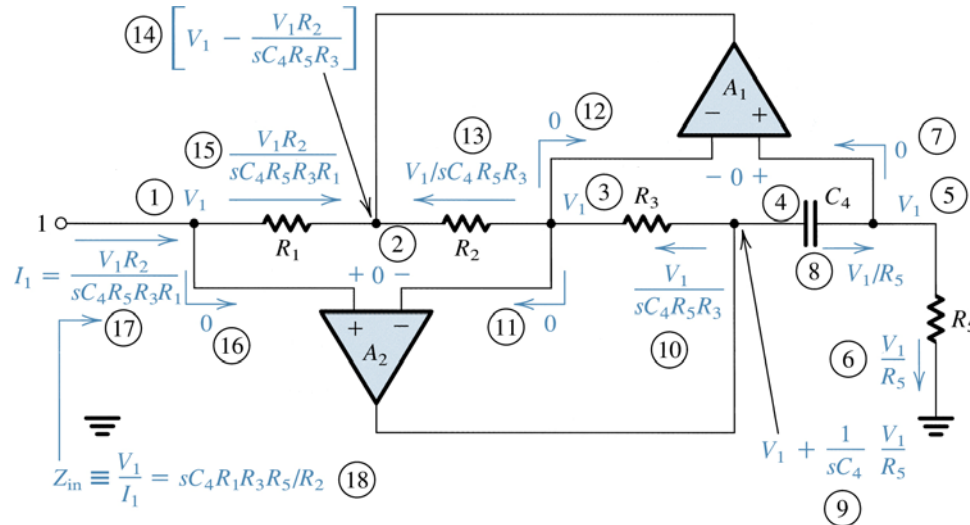 ⑭ [V₁ − V₁R₂/(sC₄R₅R₃)]
A₁
− +
0 ⑫
⑬
⑮ V₁R₂/(sC₄R₅R₃R₁)
V₁/sC₄R₅R₃
0 ⑦
− 0 +
① V₁
V₁ ③ R₃
④ C₄
V₁ ⑤
1
R₁
②
R₂
⑧ V₁/R₅
+ 0 −
I₁ = V₁R₂/(sC₄R₅R₃R₁)
V₁/(sC₄R₅R₃)
⑰
0
⑯
+ −
A₂
⑪ 0
⑩
R₅
⑥ V₁/R₅
V₁ + (1/sC₄) (V₁/R₅)
Zin ≡ V₁/I₁ = sC₄R₁R₃R₅/R₂ ⑱
⑨